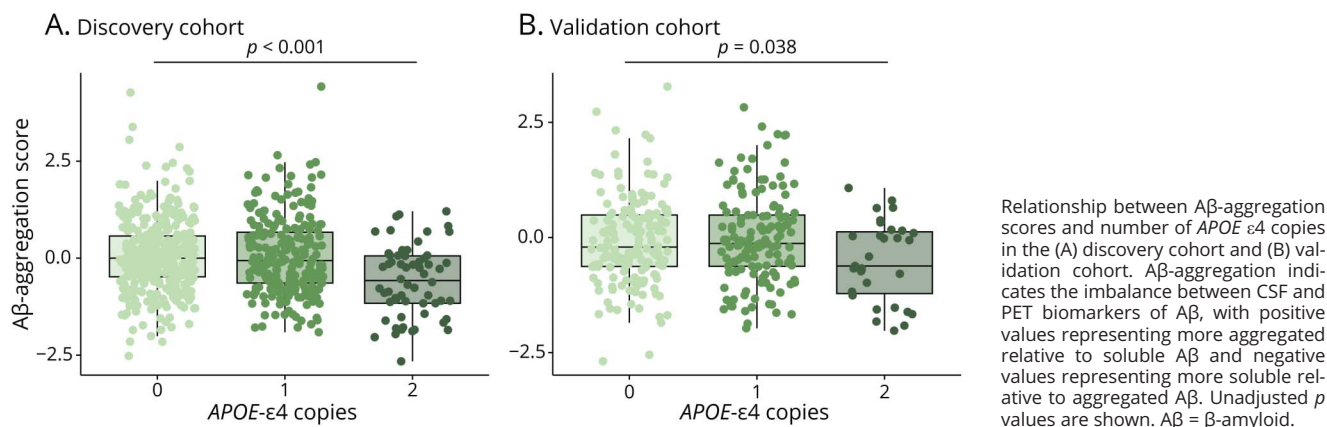 A. Discovery cohort
p < 0.001
Aβ-aggregation score
2.5
0.0
−2.5
0
1
2
APOE-ε4 copies
B. Validation cohort
p = 0.038
2.5
0.0
−2.5
0
1
2
APOE-ε4 copies
Relationship between Aβ-aggregation
scores and number of APOE ε4 copies
in the (A) discovery cohort and (B) val-
idation cohort. Aβ-aggregation indi-
cates the imbalance between CSF and
PET biomarkers of Aβ, with positive
values representing more aggregated
relative to soluble Aβ and negative
values representing more soluble rel-
ative to aggregated Aβ. Unadjusted p
values are shown. Aβ = β-amyloid.